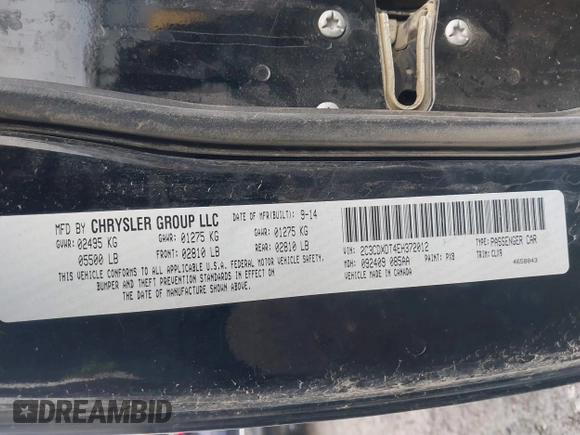 MFD BY CHRYSLER GROUP LLC DATE OF MFR(BUILT): 9-14
GVWR: 02495 KG GAWR: 01275 KG GAWR: 01275 KG
05500 LB FRONT: 02810 LB REAR: 02810 LB
THIS VEHICLE CONFORMS TO ALL APPLICABLE U.S.A. FEDERAL MOTOR VEHICLE SAFETY,
BUMPER AND THEFT PREVENTION STANDARDS IN EFFECT ON
THE DATE OF MANUFACTURE SHOWN ABOVE.
VIN: 2C3CDXDT4EH372012 TYPE: PASSENGER CAR
MDH: 092409 085AA PAINT: PX8 TRIM: CLX9
VEHICLE MADE IN CANADA 4658043
DREAMBID